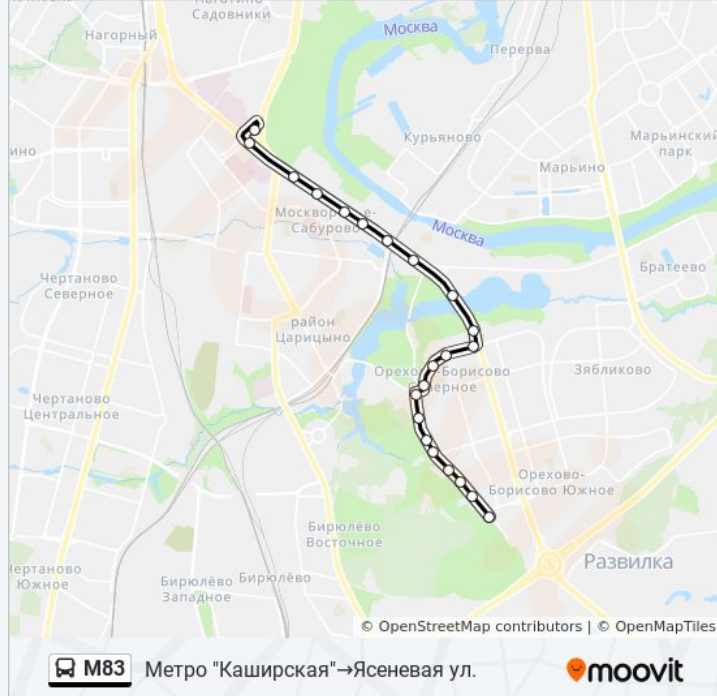 Садовники
Нагорный
Москва
Перерва
Курьяново
Марьинский
парк
Марьино
ино
Москворечье-
Сабурово
Москва
Братеево
Чертаново
Северное
район
Царицыно
Орехово-Борисово
Северное
Зябликово
Чертаново
Центральное
Орехово-
Борисово Южное
Бирюлёво
Восточное
Развилка
Чертаново
Южное
Бирюлёво
Западное
Бирюлёво
© OpenStreetMap contributors | © OpenMapTiles
M83 Метро "Каширская"→Ясеневая ул.
moovit